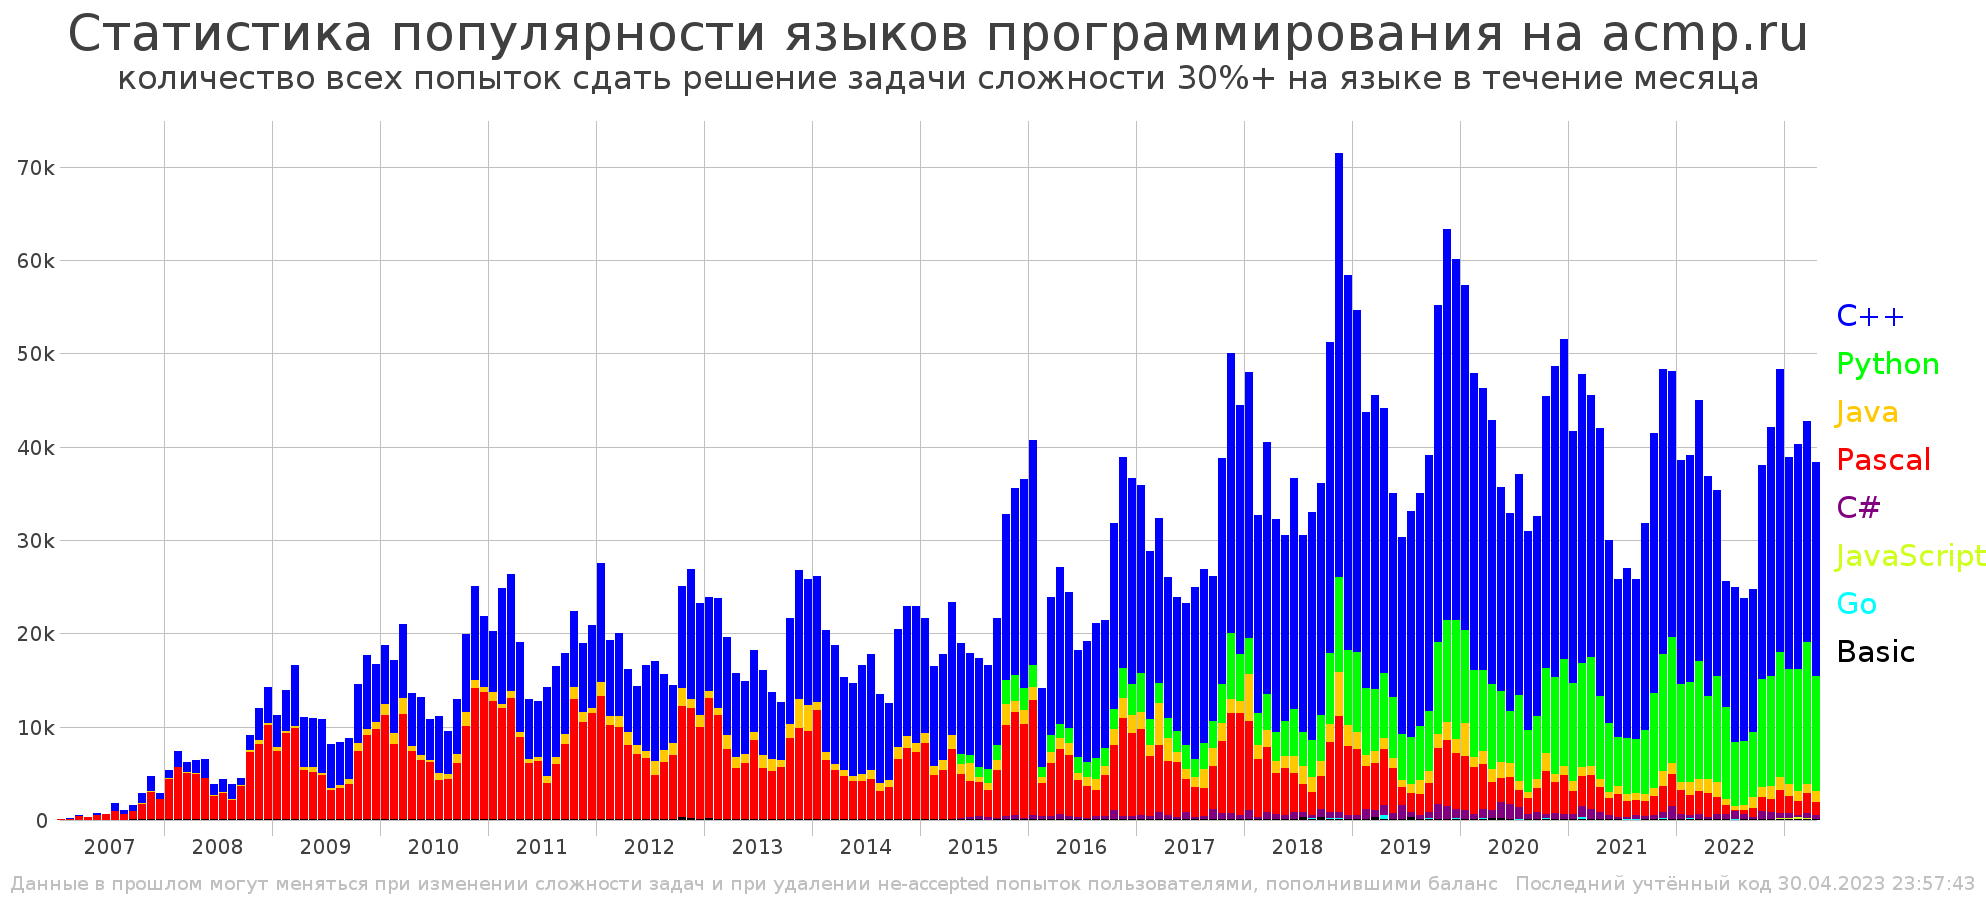 Статистика популярности языков программирования на acmp.ru
количество всех попыток сдать решение задачи сложности 30%+ на языке в течение месяца
70k
60k
50k
40k
30k
20k
10k
0
C++
Python
Java
Pascal
C#
JavaScript
Go
Basic
2007 2008 2009 2010 2011 2012 2013 2014 2015 2016 2017 2018 2019 2020 2021 2022
Данные в прошлом могут меняться при изменении сложности задач и при удалении не-accepted попыток пользователями, пополнившими баланс Последний учтённый код 30.04.2023 23:57:43